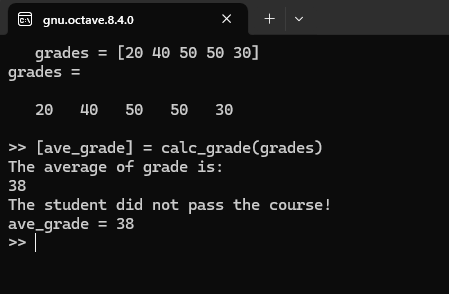 gnu.octave.8.4.0
grades = [20 40 50 50 30]
grades =
20 40 50 50 30
>> [ave_grade] = calc_grade(grades)
The average of grade is:
38
The student did not pass the course!
ave_grade = 38
>>